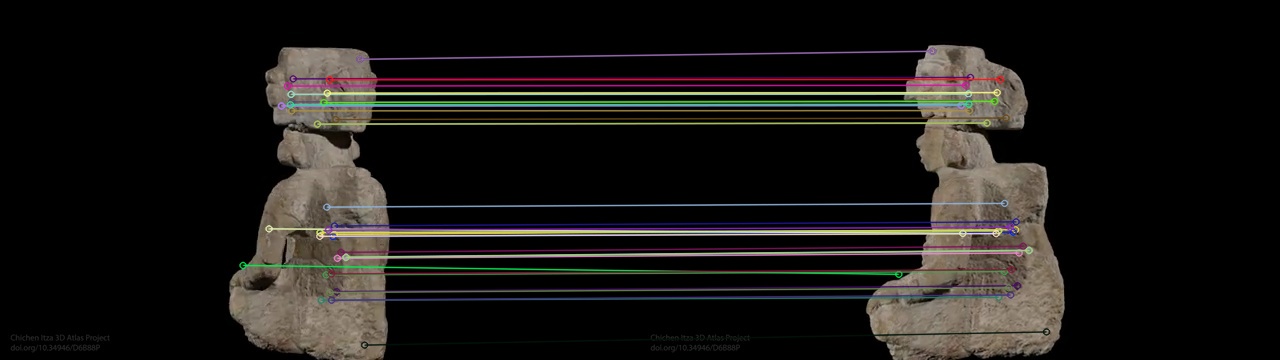 Chichen Itza 3D Atlas Project
doi.org/10.34946/D6B88P
Chichen Itza 3D Atlas Project
doi.org/10.34946/D6B88P